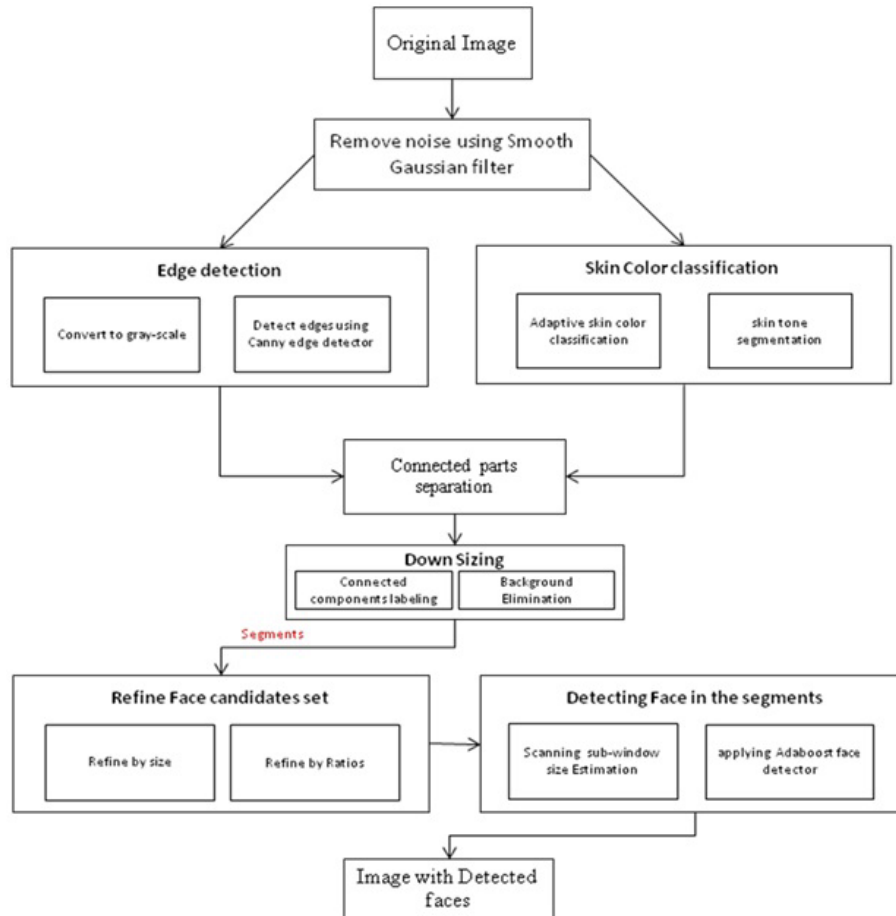 Original Image
Remove noise using Smooth
Gaussian filter
Edge detection
Convert to gray-scale
Detect edges using
Canny edge detector
Skin Color classification
Adaptive skin color
classification
skin tone
segmentation
Connected parts
separation
Down Sizing
Connected
components labeling
Background
Elimination
Segments
Refine Face candidates set
Refine by size
Refine by Ratios
Detecting Face in the segments
Scanning sub-window
size Estimation
applying Adaboost face
detector
Image with Detected
faces